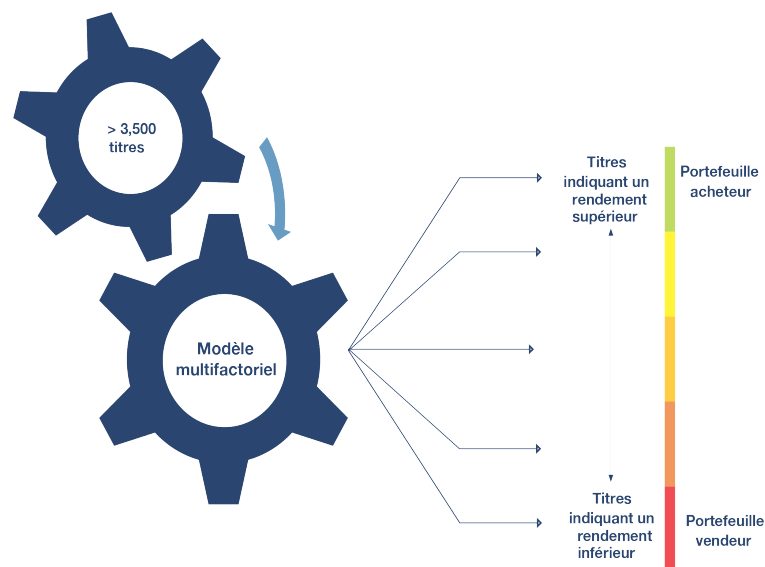 > 3,500
titres
Modèle
multifactoriel
Titres
indiquant un
rendement
supérieur
Portefeuille
acheteur
Titres
indiquant un
rendement
inférieur
Portefeuille
vendeur